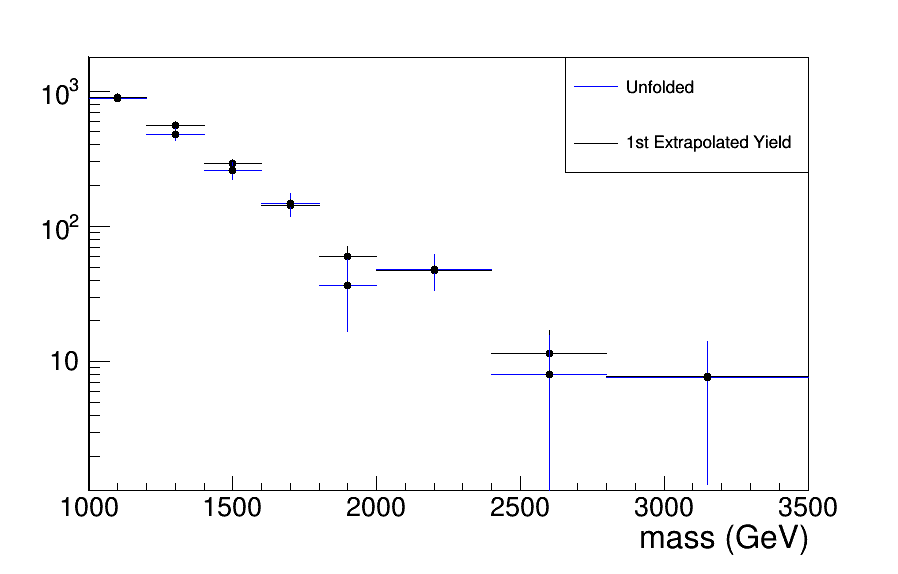 10³
10²
10
1000 1500 2000 2500 3000 3500
mass (GeV)
Unfolded
1st Extrapolated Yield